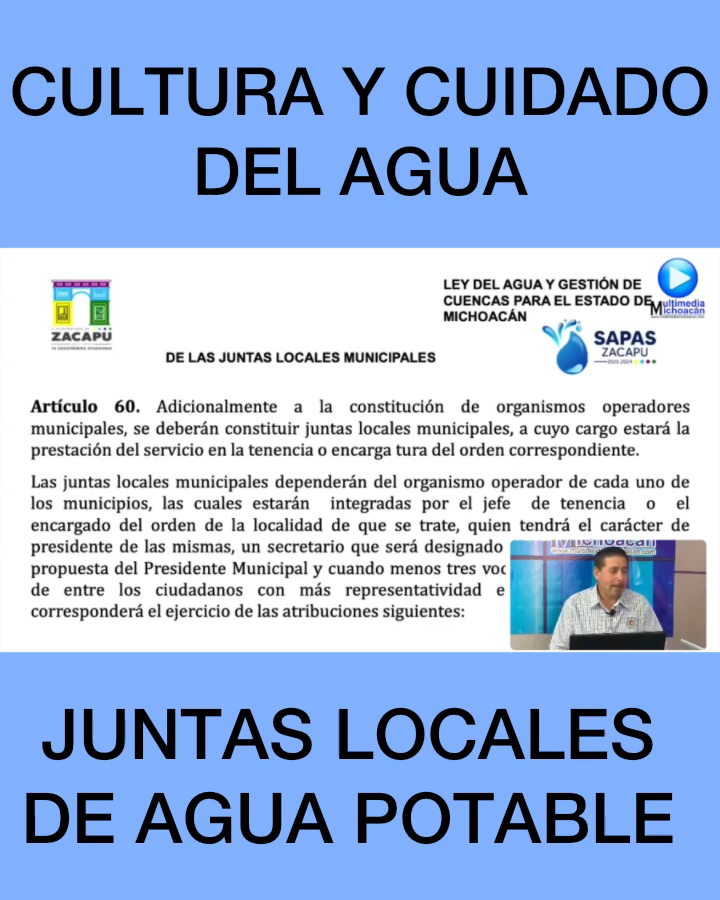 CULTURA Y CUIDADO
DEL AGUA
LEY DEL AGUA Y GESTIÓN DE
CUENCAS PARA EL ESTADO DE
MICHOACÁN
Multimedia
Michoacán
ZACAPU
SAPAS
ZACAPU
2021-2024
DE LAS JUNTAS LOCALES MUNICIPALES
Artículo 60. Adicionalmente a la constitución de organismos operadores
municipales, se deberán constituir juntas locales municipales, a cuyo cargo estará la
prestación del servicio en la tenencia o encarga tura del orden correspondiente.
Las juntas locales municipales dependerán del organismo operador de cada uno de
los municipios, las cuales estarán integradas por el jefe de tenencia o el
encargado del orden de la localidad de que se trate, quien tendrá el carácter de
presidente de las mismas, un secretario que será designado
propuesta del Presidente Municipal y cuando menos tres voc
de entre los ciudadanos con más representatividad e
corresponderá el ejercicio de las atribuciones siguientes:
Michoacán
JUNTAS LOCALES
DE AGUA POTABLE